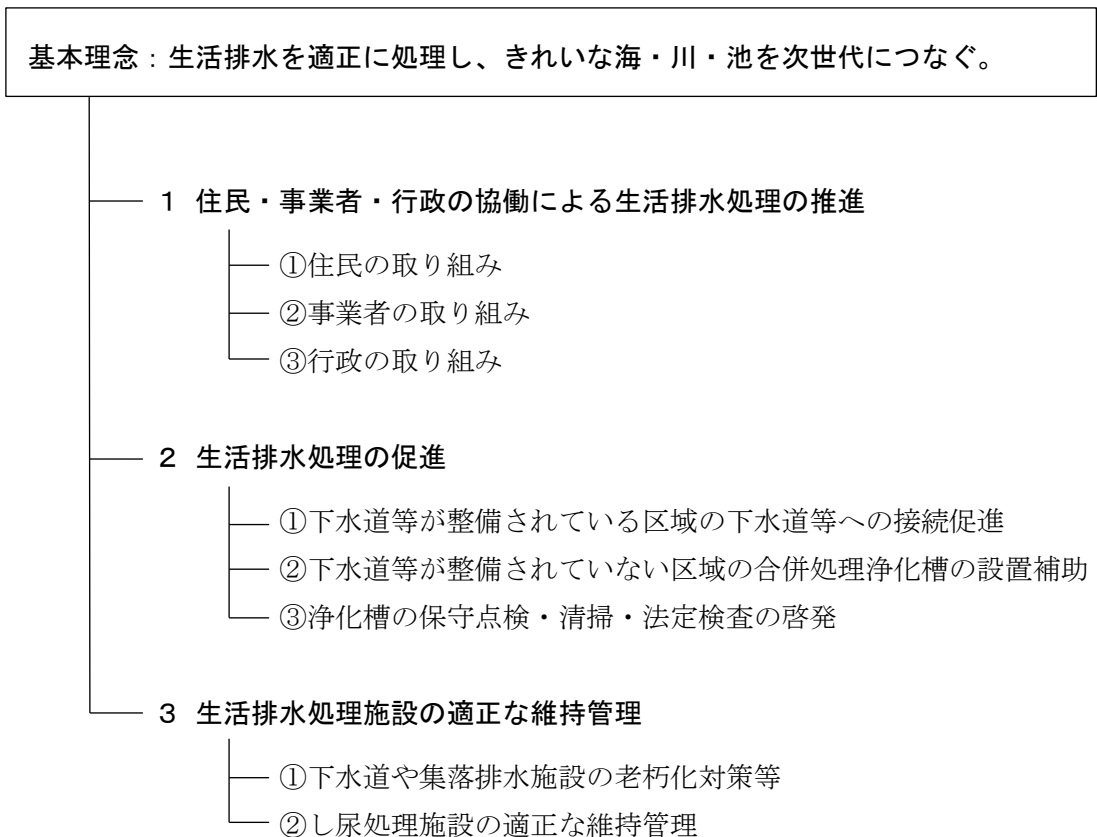 基本理念：生活排水を適正に処理し、きれいな海・川・池を次世代につなぐ。
１ 住民・事業者・行政の協働による生活排水処理の推進
①住民の取り組み
②事業者の取り組み
③行政の取り組み
２ 生活排水処理の促進
①下水道等が整備されている区域の下水道等への接続促進
②下水道等が整備されていない区域の合併処理浄化槽の設置補助
③浄化槽の保守点検・清掃・法定検査の啓発
３ 生活排水処理施設の適正な維持管理
①下水道や集落排水施設の老朽化対策等
②し尿処理施設の適正な維持管理